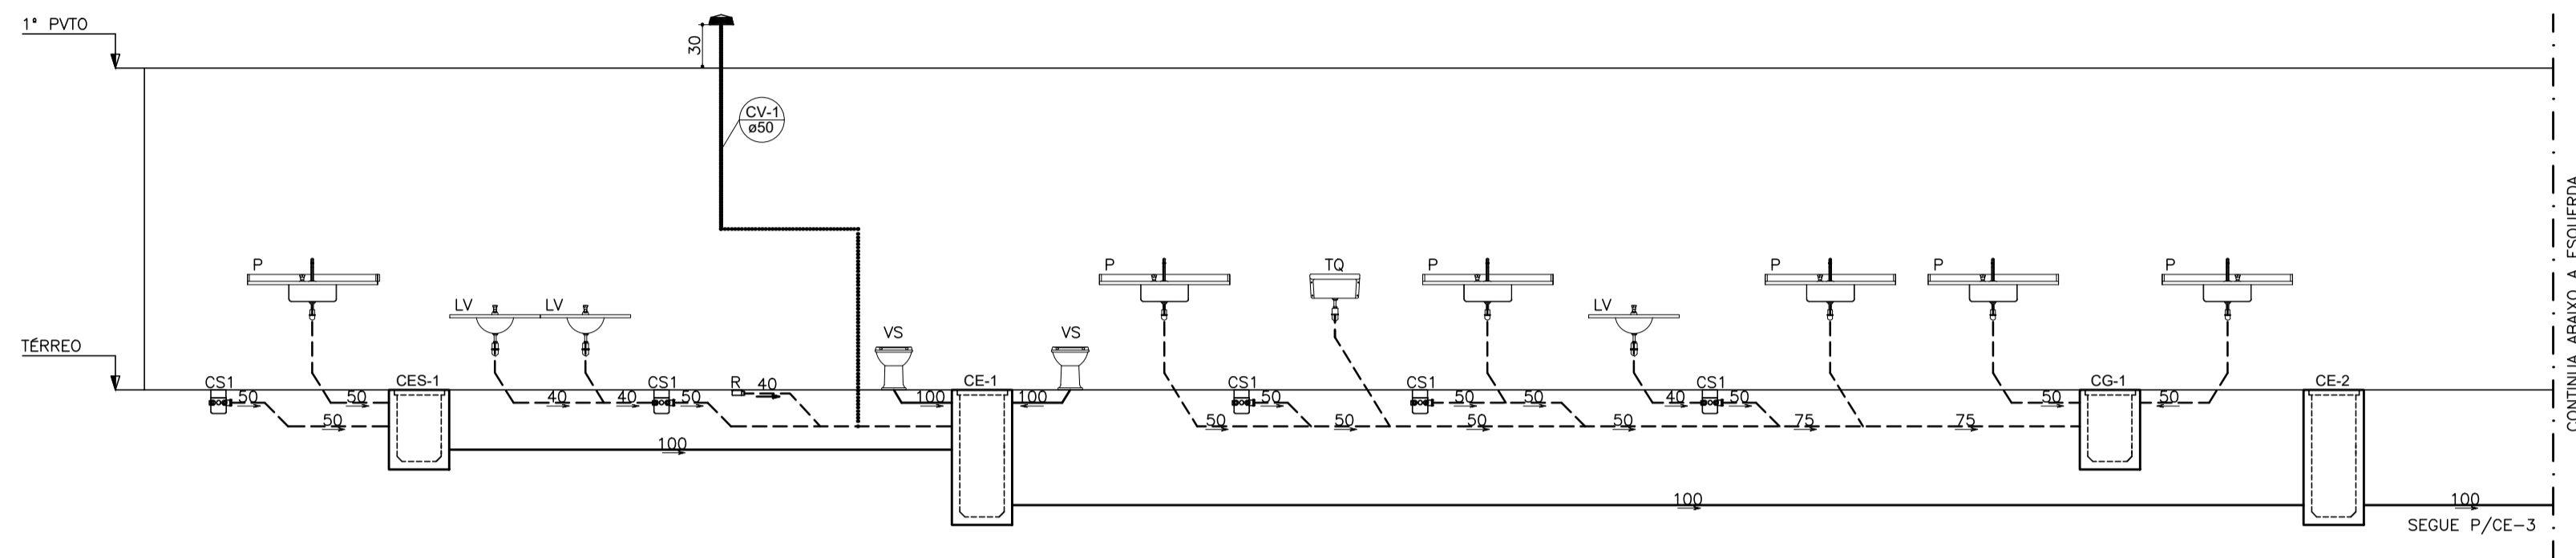 1° PVTO
30
CV-1
ø50
P
P
TQ
P
P
P
P
LV
LV
LV
VS
VS
TÉRREO
CS1
50
50
CES-1
40
40
CS1
50
R
40
100
CE-1
100
CS1
50
CS1
50
50
40
CS1
50
50
CG-1
50
CE-2
50
50
50
50
50
75
75
100
100
100
SEGUE P/CE-3
CONTINUA ABAIXO A ESQUERDA